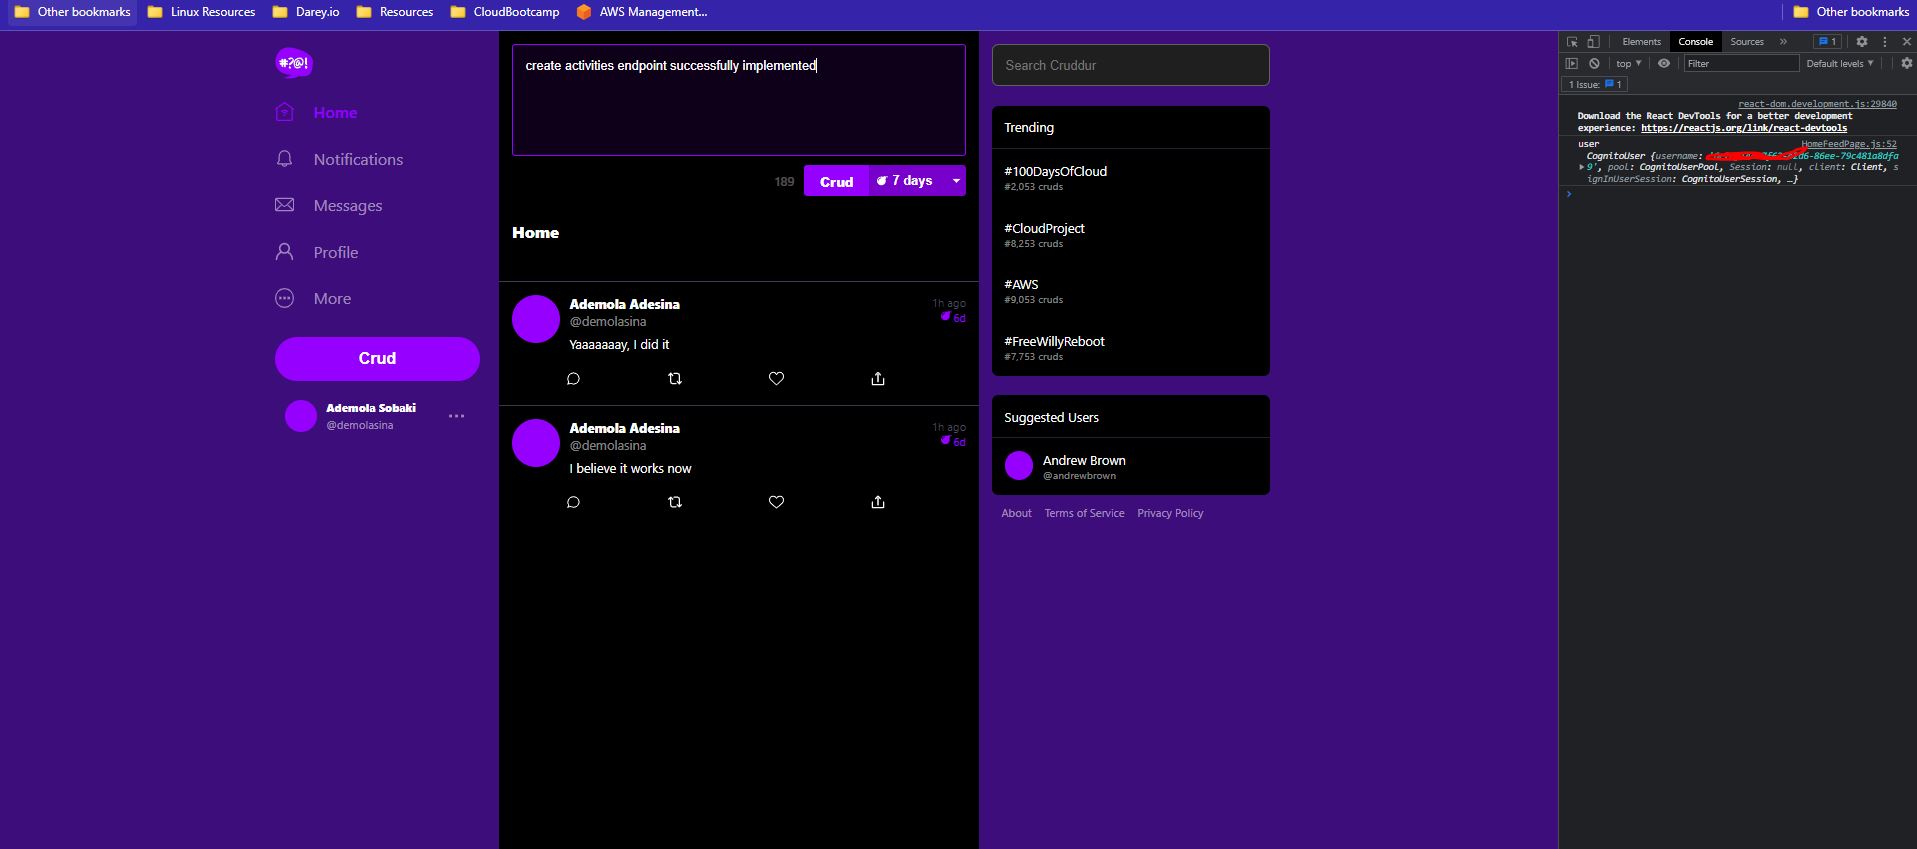 Other bookmarks
Linux Resources
Darey.io
Resources
CloudBootcamp
AWS Management...
Other bookmarks
#?@!
Home
Notifications
Messages
Profile
More
Crud
Ademola Sobaki
@demolasina
create activities endpoint successfully implemented
189
Crud
7 days
Home
Ademola Adesina
1h ago
@demolasina
6d
Yaaaaaaay, I did it
Ademola Adesina
1h ago
@demolasina
6d
I believe it works now
Search Cruddur
Trending
#100DaysOfCloud
#2,053 cruds
#CloudProject
#8,253 cruds
#AWS
#9,053 cruds
#FreeWillyReboot
#7,753 cruds
Suggested Users
Andrew Brown
@andrewbrown
About Terms of Service Privacy Policy
Elements Console Sources » 1
top Filter Default levels
1 Issue: 1
react-dom.development.js:29840
Download the React DevTools for a better development
experience: https://reactjs.org/link/react-devtools
user HomeFeedPage.js:52
CognitoUser {username: -86ee-79c481a8dfa
9', pool: CognitoUserPool, Session: null, client: Client, s
ignInUserSession: CognitoUserSession, …}